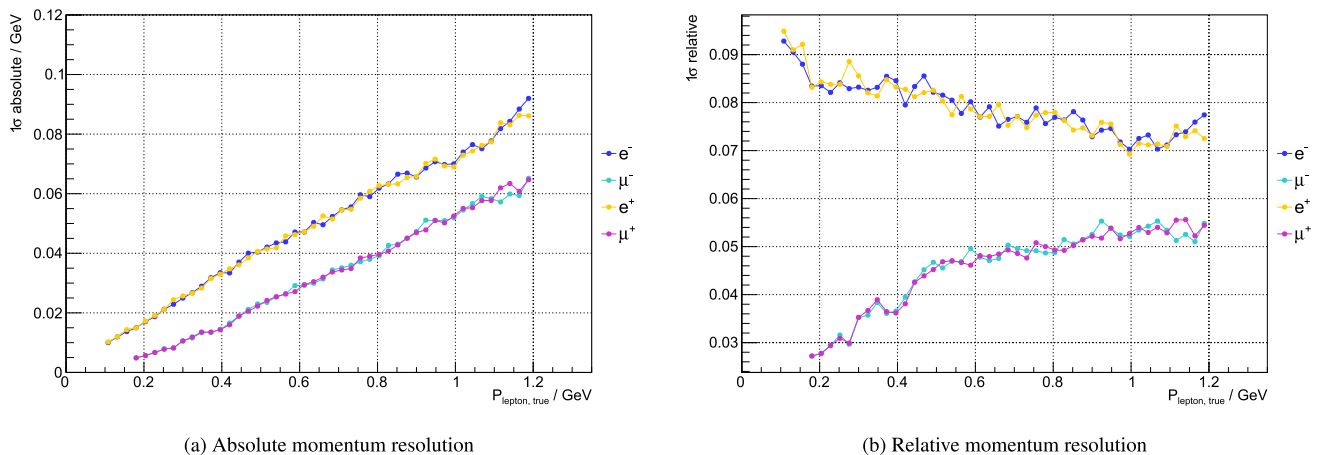 1σ absolute / GeV
0.12
0.1
0.08
0.06
0.04
0.02
0
0 0.2 0.4 0.6 0.8 1 1.2
P lepton, true / GeV
e⁻
μ⁻
e⁺
μ⁺
(a) Absolute momentum resolution
1σ relative
0.09
0.08
0.07
0.06
0.05
0.04
0.03
0 0.2 0.4 0.6 0.8 1 1.2
P lepton, true / GeV
e⁻
μ⁻
e⁺
μ⁺
(b) Relative momentum resolution